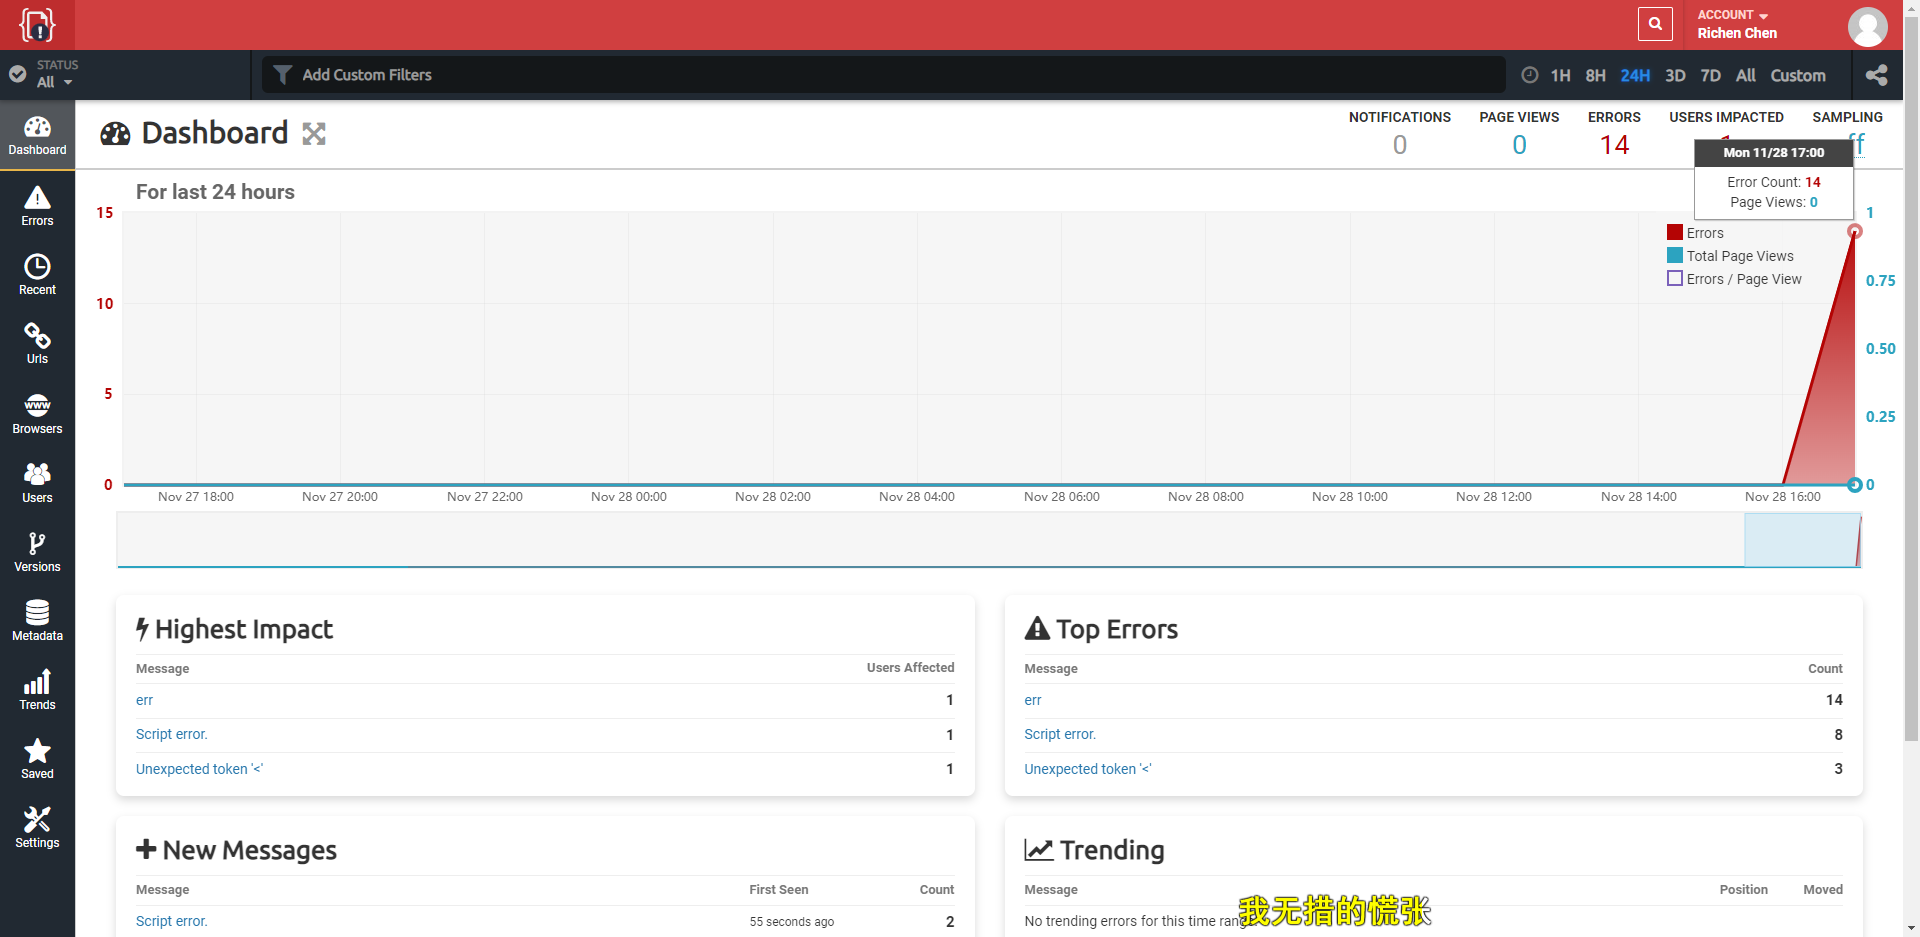 ACCOUNT
Richen Chen
STATUS
All
Add Custom Filters
1H 8H 24H 3D 7D All Custom
Dashboard
Errors
Recent
Urls
www
Browsers
Users
Versions
Metadata
Trends
Saved
Settings
Dashboard
NOTIFICATIONS
0
PAGE VIEWS
0
ERRORS
14
USERS IMPACTED
SAMPLING
Mon 11/28 17:00
Error Count: 14
Page Views: 0
For last 24 hours
15
10
5
0
Errors
Total Page Views
Errors / Page View
1
0.75
0.50
0.25
0
Nov 27 18:00 Nov 27 20:00 Nov 27 22:00 Nov 28 00:00 Nov 28 02:00 Nov 28 04:00 Nov 28 06:00 Nov 28 08:00 Nov 28 10:00 Nov 28 12:00 Nov 28 14:00 Nov 28 16:00
Highest Impact
Message Users Affected
err 1
Script error. 1
Unexpected token '<' 1
Top Errors
Message Count
err 14
Script error. 8
Unexpected token '<' 3
New Messages
Message First Seen Count
Script error. 55 seconds ago 2
Trending
Message Position Moved
No trending errors for this time
我无措的慌张